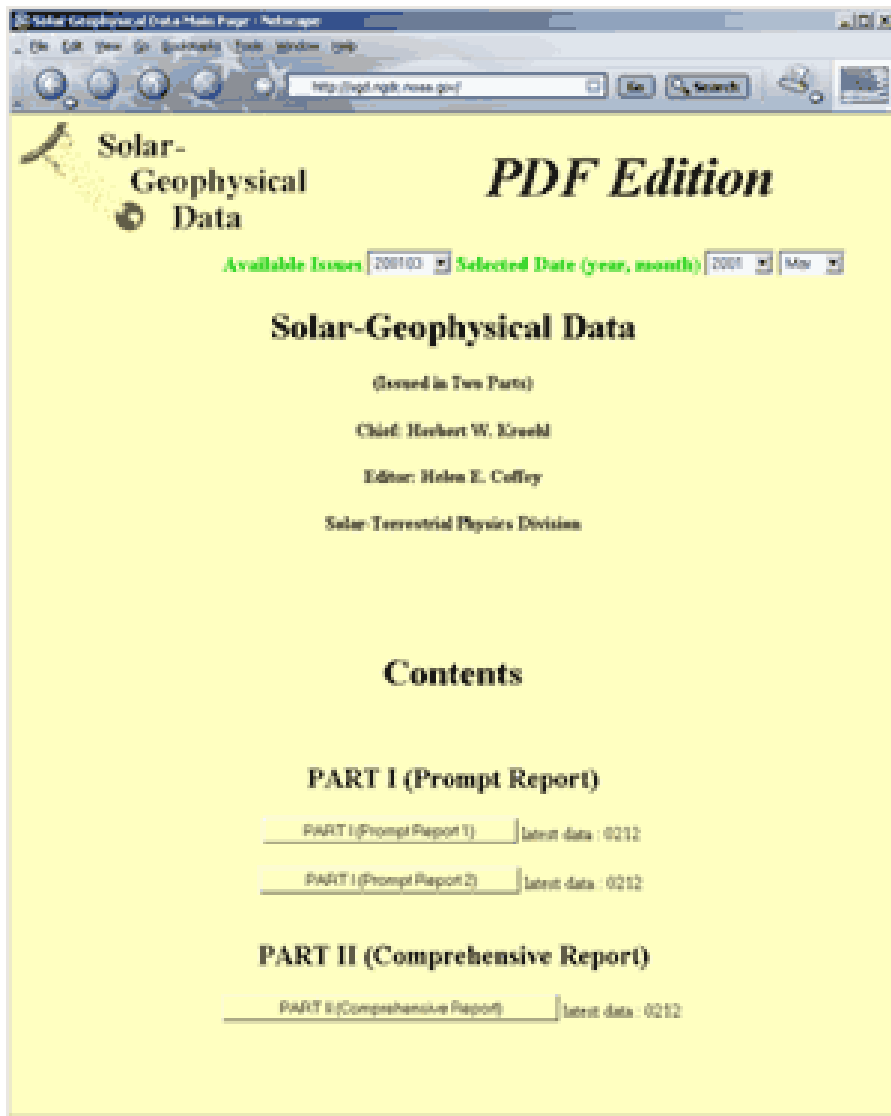 Solar-Geophysical Data Main Page - Netscape
File Edit View Go Bookmarks Tools Window Help
http://sgd.ngdc.noaa.gov/ Go Search
Solar-
Geophysical
Data
PDF Edition
Available Issues 200103 Selected Date (year, month) 2001 Mar
Solar-Geophysical Data
(Issued in Two Parts)
Chief: Herbert W. Kroehl
Editor: Helen E. Coffey
Solar-Terrestrial Physics Division
Contents
PART I (Prompt Report)
PART I (Prompt Report 1) latest data : 0212
PART I (Prompt Report 2) latest data : 0212
PART II (Comprehensive Report)
PART II (Comprehensive Report) latest data : 0212